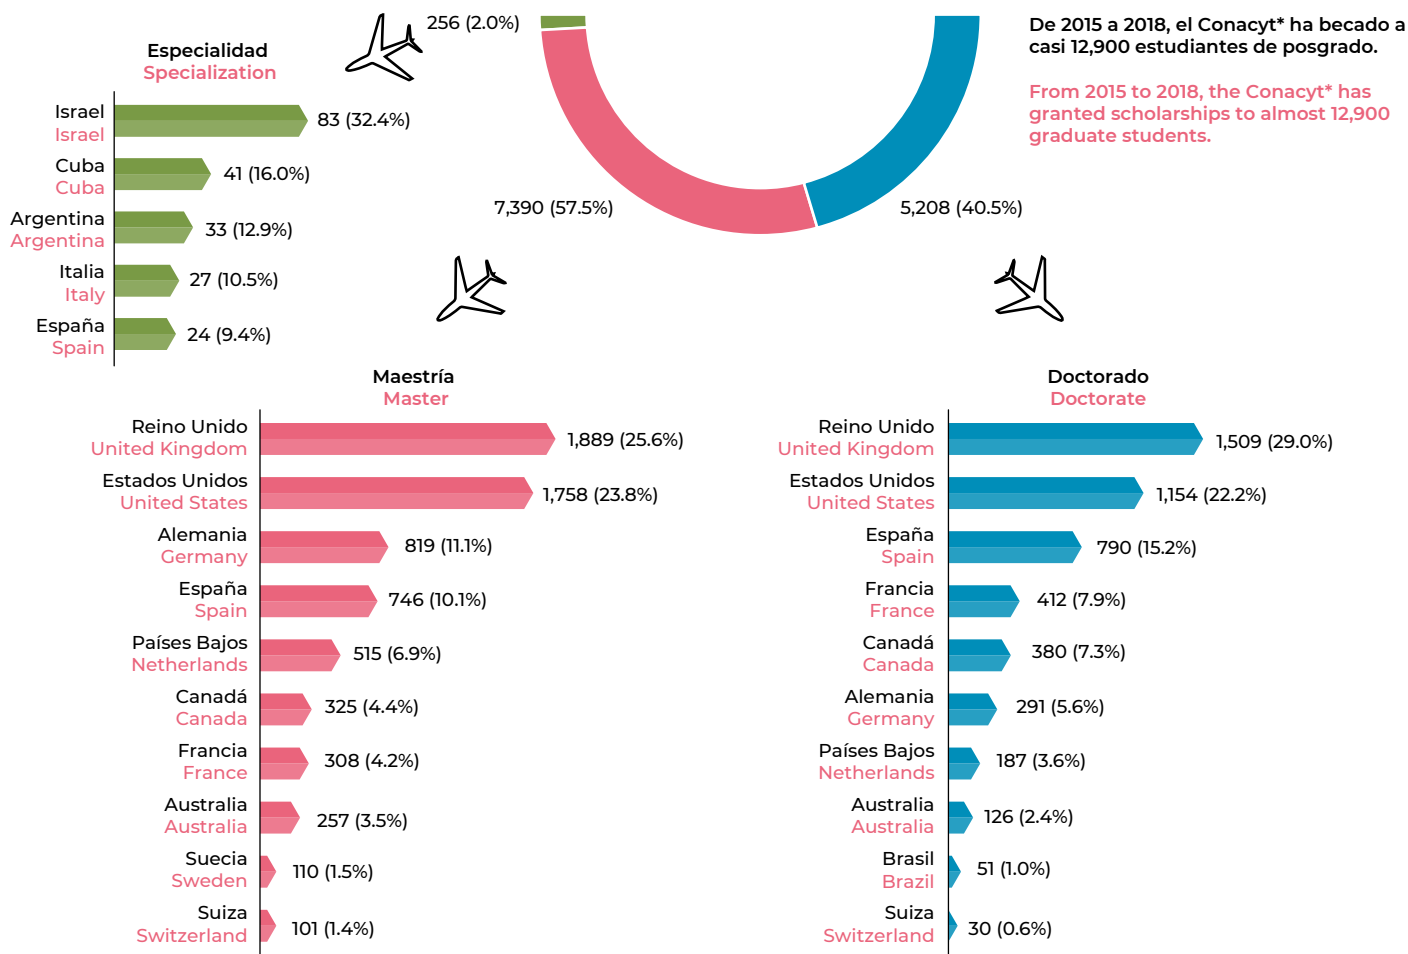 256 (2.0%)
De 2015 a 2018, el Conacyt* ha becado a
casi 12,900 estudiantes de posgrado.
From 2015 to 2018, the Conacyt* has
granted scholarships to almost 12,900
graduate students.
7,390 (57.5%)
5,208 (40.5%)
Especialidad
Specialization
Israel
Israel
83 (32.4%)
Cuba
Cuba
41 (16.0%)
Argentina
Argentina
33 (12.9%)
Italia
Italy
27 (10.5%)
España
Spain
24 (9.4%)
Maestría
Master
Reino Unido
United Kingdom
1,889 (25.6%)
Estados Unidos
United States
1,758 (23.8%)
Alemania
Germany
819 (11.1%)
España
Spain
746 (10.1%)
Países Bajos
Netherlands
515 (6.9%)
Canadá
Canada
325 (4.4%)
Francia
France
308 (4.2%)
Australia
Australia
257 (3.5%)
Suecia
Sweden
110 (1.5%)
Suiza
Switzerland
101 (1.4%)
Doctorado
Doctorate
Reino Unido
United Kingdom
1,509 (29.0%)
Estados Unidos
United States
1,154 (22.2%)
España
Spain
790 (15.2%)
Francia
France
412 (7.9%)
Canadá
Canada
380 (7.3%)
Alemania
Germany
291 (5.6%)
Países Bajos
Netherlands
187 (3.6%)
Australia
Australia
126 (2.4%)
Brasil
Brazil
51 (1.0%)
Suiza
Switzerland
30 (0.6%)